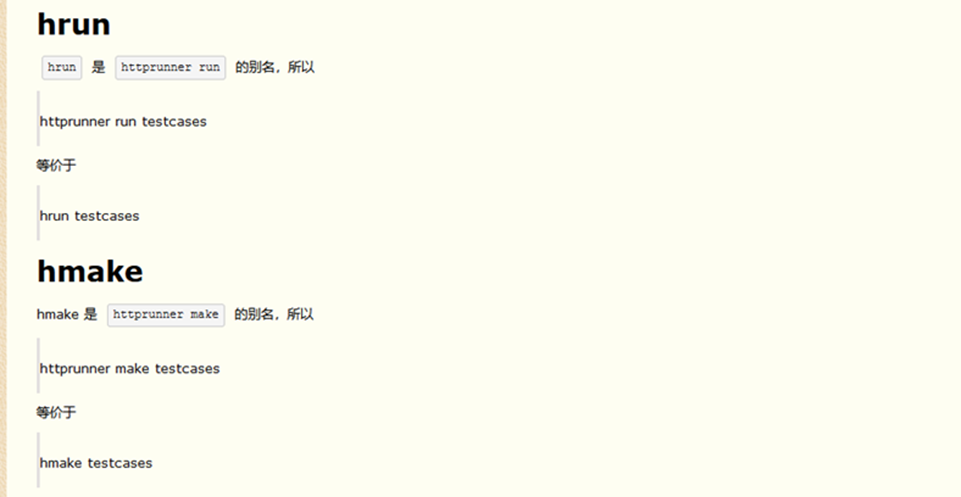 hrun
hrun 是 httprunner run 的别名，所以
httprunner run testcases
等价于
hrun testcases
hmake
hmake 是 httprunner make 的别名，所以
httprunner make testcases
等价于
hmake testcases